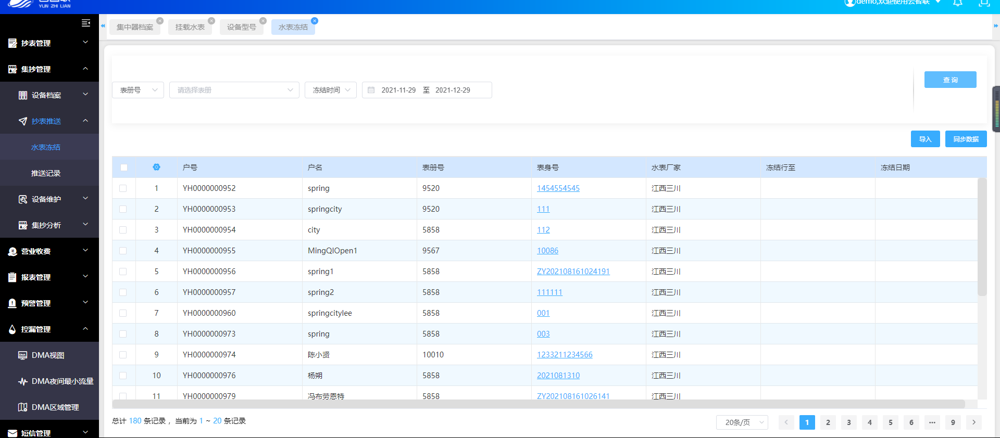 YUN ZHI LIAN
demo,欢迎使用云智联
集中器档案
挂载水表
设备型号
水表冻结
抄表管理
集抄管理
设备档案
抄表推送
水表冻结
推送记录
设备维护
集抄分析
营业收费
报表管理
预警管理
控漏管理
DMA视图
DMA夜间最小流量
DMA区域管理
短信管理
表册号 请选择表册 冻结时间 2021-11-29 至 2021-12-29
查 询
导入 同步数据
户号 户名 表册号 表身号 水表厂家 冻结行至 冻结日期
1 YH0000000952 spring 9520 1454554545 江西三川
2 YH0000000953 springcity 9520 111 江西三川
3 YH0000000954 city 5858 112 江西三川
4 YH0000000955 MingQIOpen1 9567 10086 江西三川
5 YH0000000956 spring1 5858 ZY202108161024191 江西三川
6 YH0000000957 spring2 5858 111111 江西三川
7 YH0000000960 springcitylee 5858 001 江西三川
8 YH0000000973 spring 5858 003 江西三川
9 YH0000000974 陈小贤 10010 1233211234566 江西三川
10 YH0000000976 杨朔 5858 2021081310 江西三川
11 YH0000000979 冯布劳恩特 5858 ZY202108161026141 江西三川
总计 180 条记录， 当前为 1 ~ 20 条记录
20条/页 1 2 3 4 5 6 ··· 9